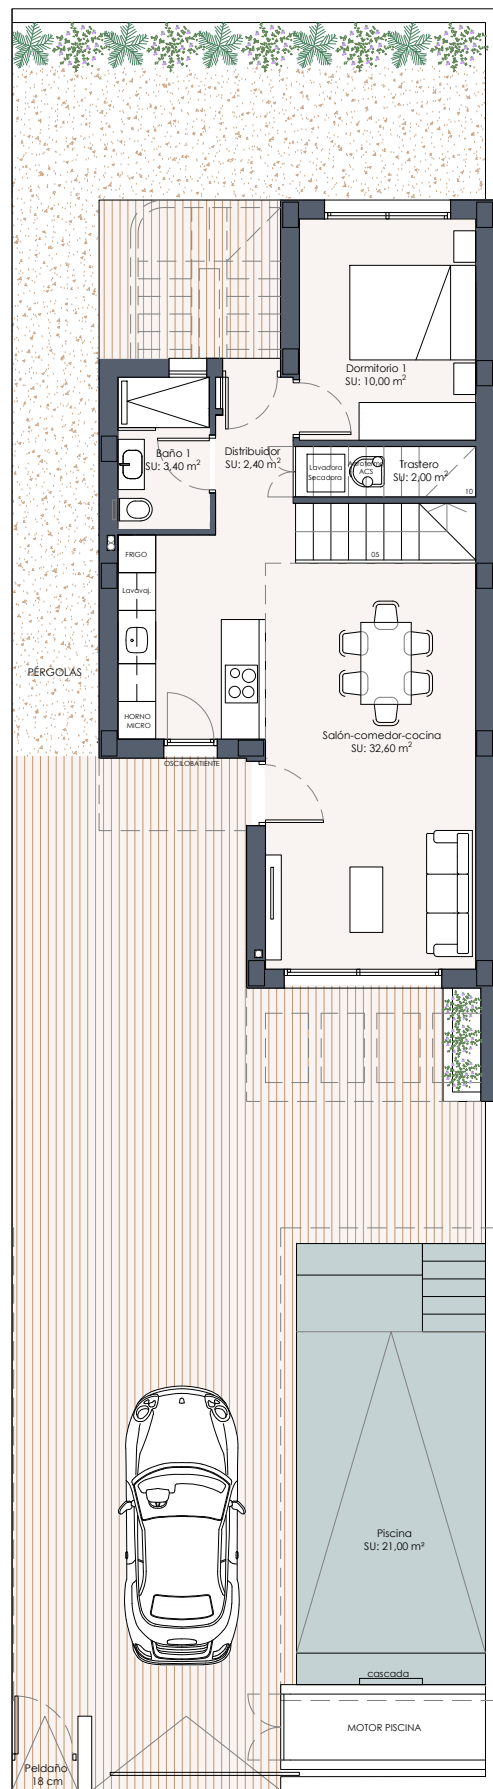 Dormitorio 1
SU: 10,00 m²
Baño 1
SU: 3,40 m²
Distribuidor
SU: 2,40 m²
Lavadora
Secadora
ACS
Trastero
SU: 2,00 m²
10
FRIGO
05
Lavavaj.
PÉRGOLAS
HORNO
MICRO
Salón-comedor-cocina
SU: 32,60 m²
OSCILOBATIENTE
Piscina
SU: 21,00 m²
cascada
MOTOR PISCINA
Peldaño
18 cm